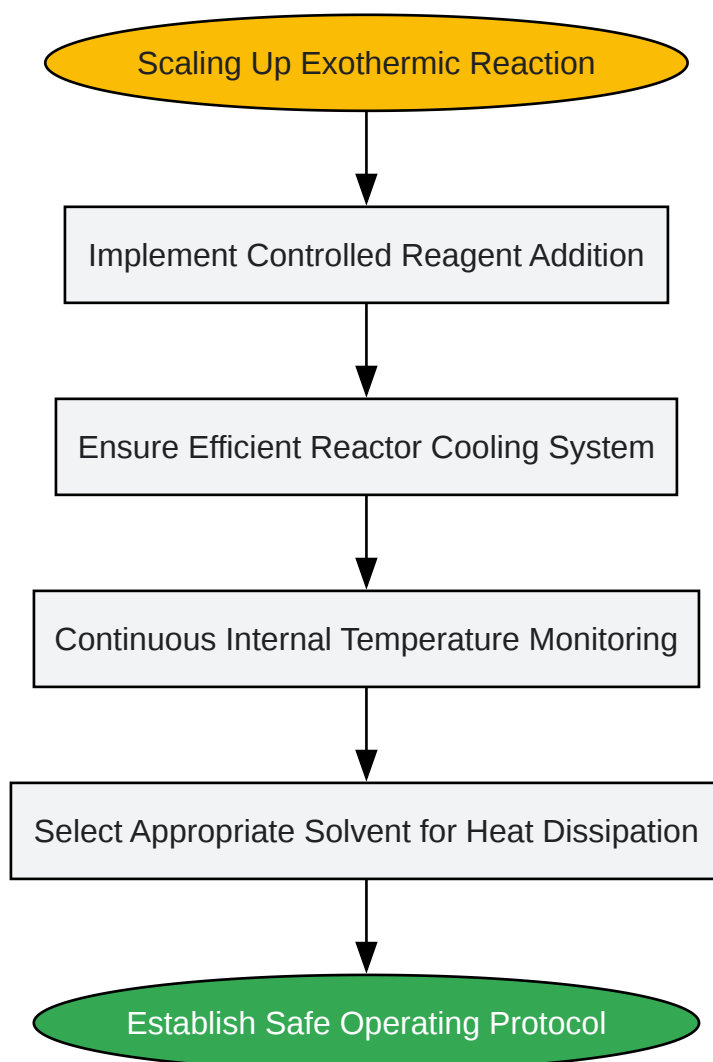 Scaling Up Exothermic Reaction
Implement Controlled Reagent Addition
Ensure Efficient Reactor Cooling System
Continuous Internal Temperature Monitoring
Select Appropriate Solvent for Heat Dissipation
Establish Safe Operating Protocol